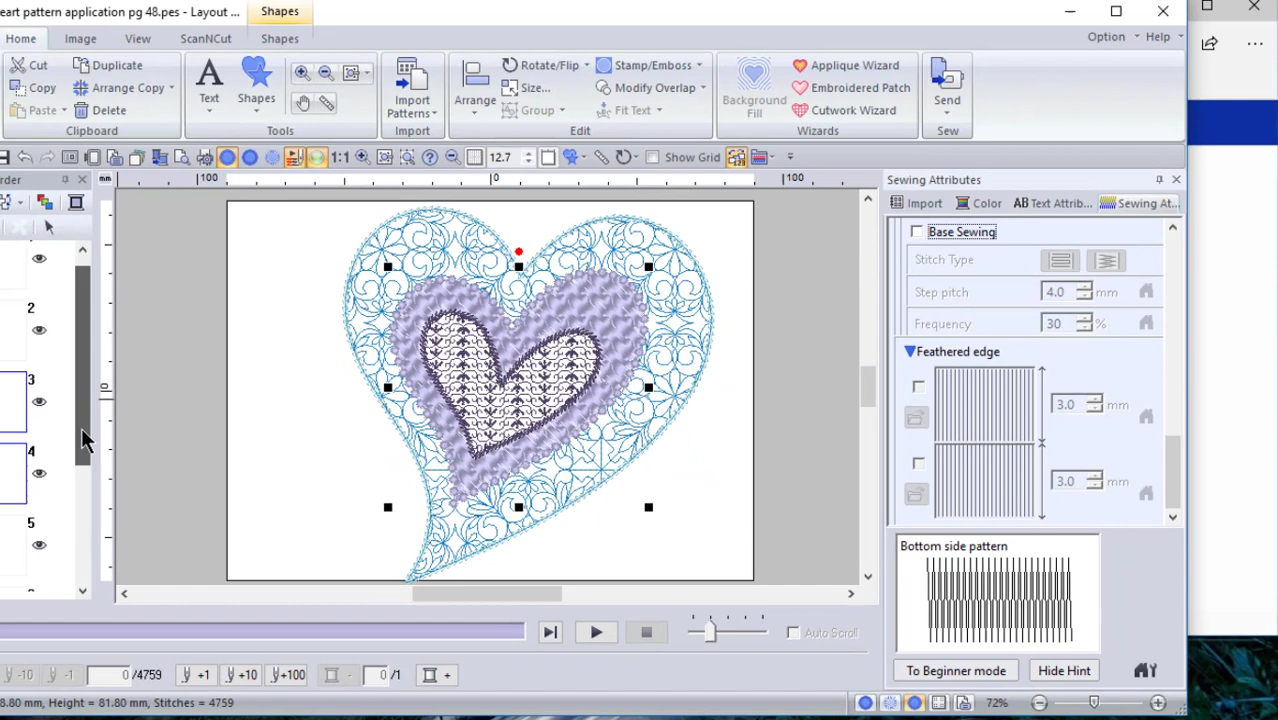 eart pattern application pg 48.pes - Layout ...
Shapes
Home Image View ScanNCut Shapes Option Help
Cut
Copy
Paste
Duplicate
Arrange Copy
Delete
Clipboard
Text
Shapes
Tools
Import
Patterns
Import
Arrange
Rotate/Flip
Size...
Group
Stamp/Emboss
Modify Overlap
Fit Text
Edit
Background
Fill
Applique Wizard
Embroidered Patch
Cutwork Wizard
Wizards
Send
Sew
1:1 12.7 Show Grid
rder
mm 100 0 100
0
2
3
4
5
Sewing Attributes
Import Color AB Text Attrib... Sewing At...
Base Sewing
Stitch Type
Step pitch 4.0 mm
Frequency 30 %
Feathered edge
3.0 mm
3.0 mm
Bottom side pattern
To Beginner mode Hide Hint
Auto Scroll
-10 -1 0 /4759 +1 +10 +100 - 0 /1 +
8.80 mm, Height = 81.80 mm, Stitches = 4759
72%